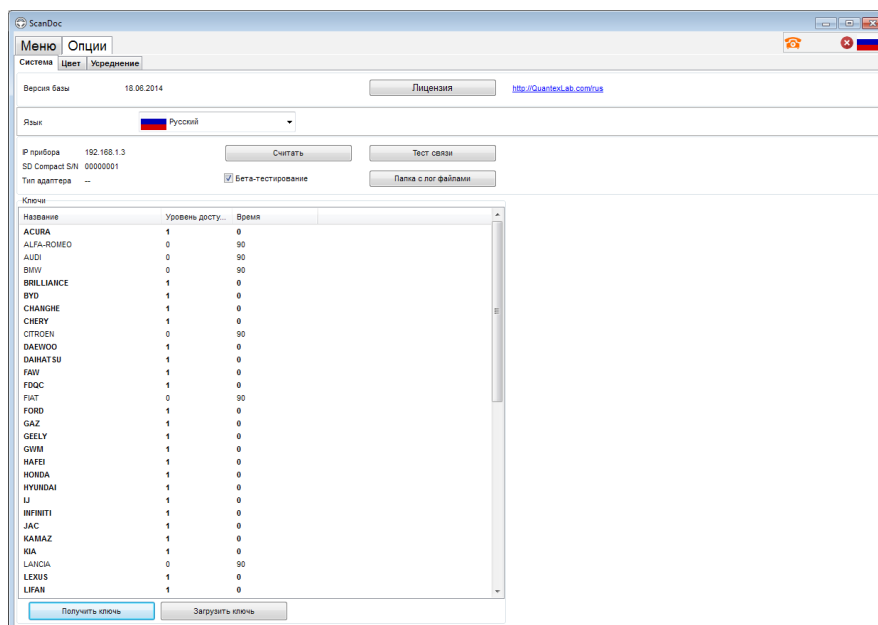 ScanDoc
Меню Опции
Система Цвет Усреднение
Версия базы 18.06.2014 Лицензия http://QuantexLab.com/rus
Язык Русский
IP прибора 192.168.1.3 Считать Тест связи
SD Compact S/N 00000001
Тип адаптера -- Бета-тестирование Папка с лог файлами
Ключи
Название Уровень досту... Время
ACURA 1 0
ALFA-ROMEO 0 90
AUDI 0 90
BMW 0 90
BRILLIANCE 1 0
BYD 1 0
CHANGHE 1 0
CHERY 1 0
CITROEN 0 90
DAEWOO 1 0
DAIHATSU 1 0
FAW 1 0
FDQC 1 0
FIAT 0 90
FORD 1 0
GAZ 1 0
GEELY 1 0
GWM 1 0
HAFEI 1 0
HONDA 1 0
HYUNDAI 1 0
IJ 1 0
INFINITI 1 0
JAC 1 0
KAMAZ 1 0
KIA 1 0
LANCIA 0 90
LEXUS 1 0
LIFAN 1 0
Получить ключь Загрузить ключь